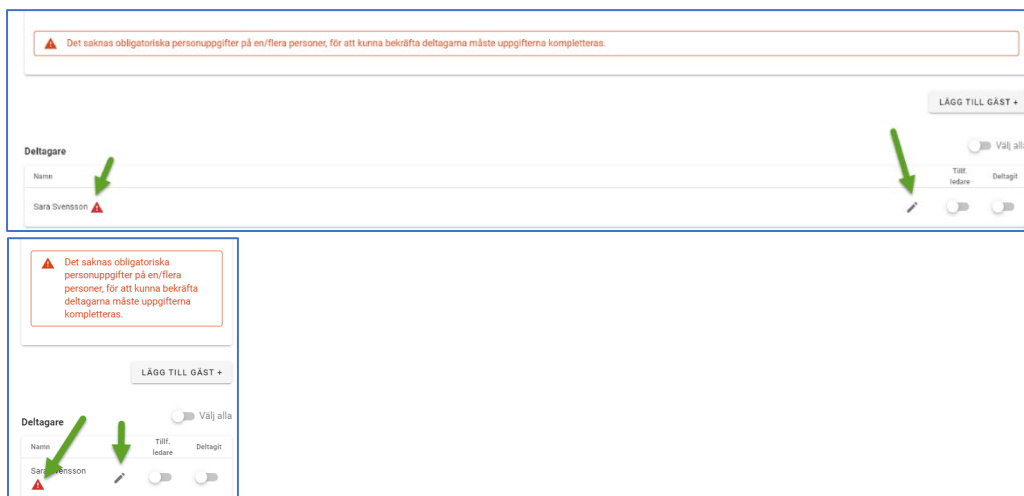 Det saknas obligatoriska personuppgifter på en/flera personer, för att kunna bekräfta deltagarna måste uppgifterna kompletteras.
LÄGG TILL GÄST +
Deltagare
Välj alla
Name
Tillf.
ledare
Deltagit
Sara Svensson
Det saknas obligatoriska
personuppgifter på en/flera
personer, för att kunna bekräfta
deltagarna måste uppgifterna
kompletteras.
LÄGG TILL GÄST +
Deltagare
Välj alla
Namn
Tillf.
ledare
Deltagit
Sara Svensson